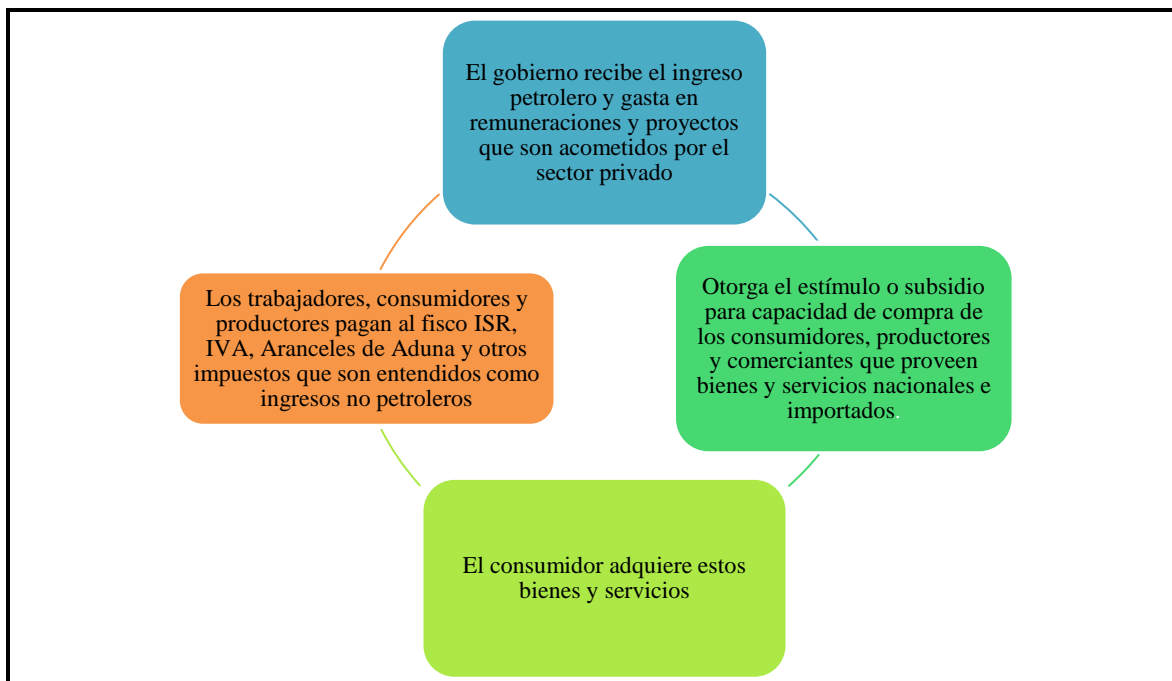 El gobierno recibe el ingreso
petrolero y gasta en
remuneraciones y proyectos
que son acometidos por el
sector privado
Otorga el estímulo o subsidio
para capacidad de compra de
los consumidores, productores
y comerciantes que proveen
bienes y servicios nacionales e
importados.
El consumidor adquiere estos
bienes y servicios
Los trabajadores, consumidores y
productores pagan al fisco ISR,
IVA, Aranceles de Aduna y otros
impuestos que son entendidos como
ingresos no petroleros